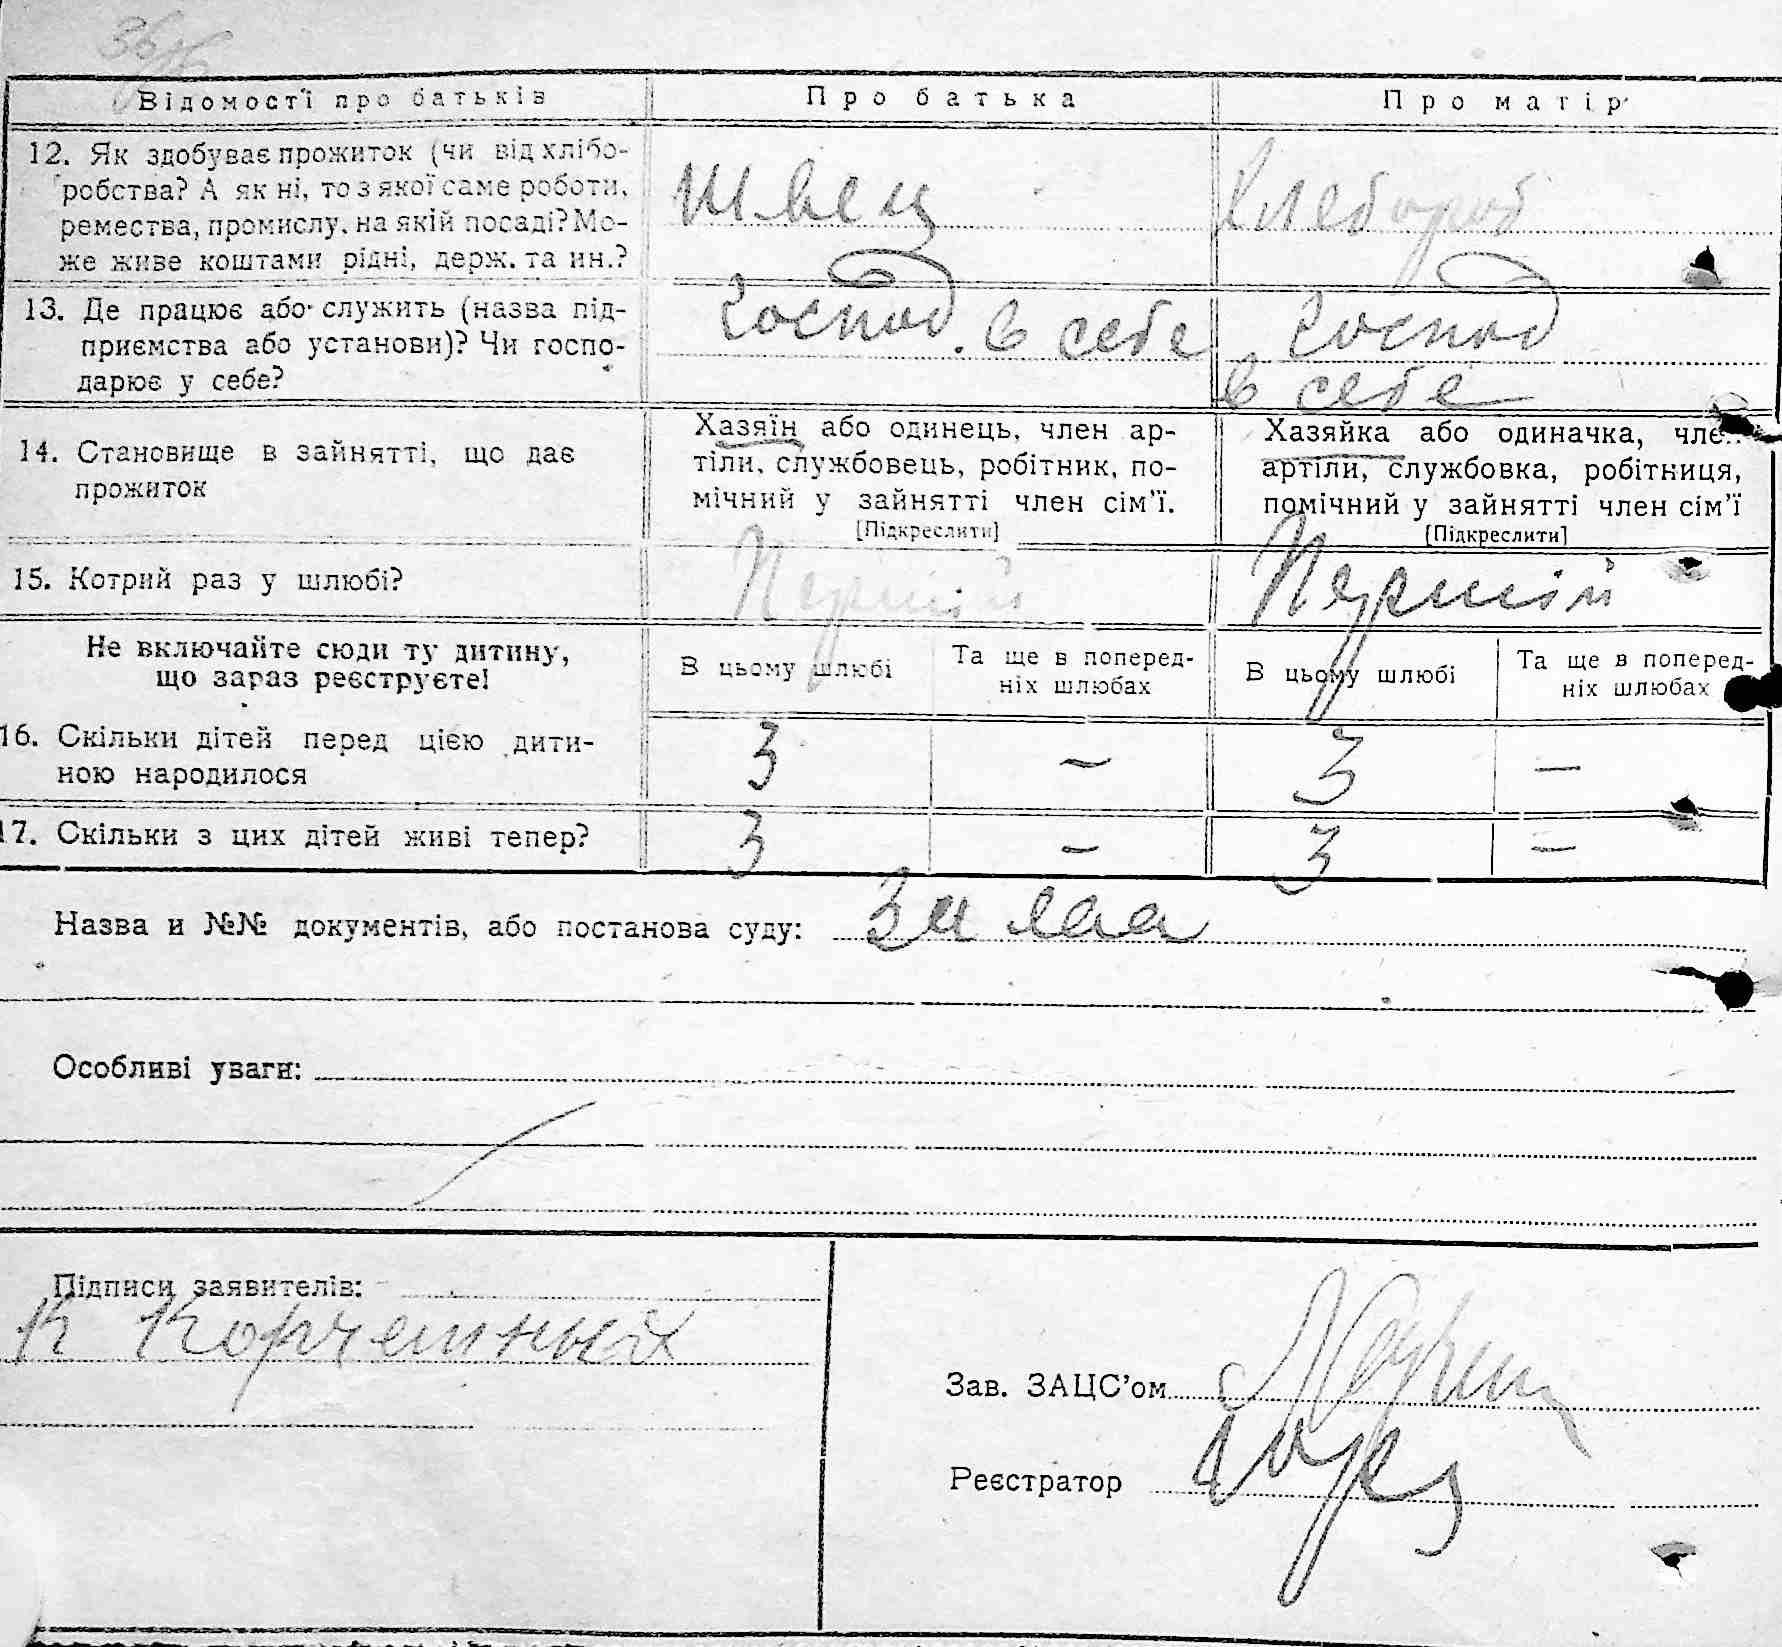 Відомості про батьків
Про батька
Про матір
12. Як здобуває прожиток (чи від хлібо-
робства? А як ні, то з якої саме роботи,
ремества, промислу, на якій посаді? Мо-
же живе коштами рідні, держ. та ин.?
Швец
Хлебороб
13. Де працює або служить (назва під-
приємства або установи)? Чи госпо-
дарює у себе?
Господ. в себе
Господ
в себе
14. Становище в зайнятті, що дає
прожиток
Хазяїн або одинець, член ар-
тіли, службовець, робітник, по-
мічний у зайнятті член сім'ї.
[Підкреслити]
Хазяйка або одиначка, член
артіли, службовка, робітниця,
помічний у зайнятті член сім'ї
[Підкреслити]
15. Котрий раз у шлюбі?
Перший
Перший
Не включайте сюди ту дитину,
що зараз реєструєте!
В цьому шлюбі
Та ще в поперед-
ніх шлюбах
В цьому шлюбі
Та ще в поперед-
ніх шлюбах
16. Скільки дітей перед цією дити-
ною народилося
3
–
3
–
17. Скільки з цих дітей живі тепер?
3
–
3
–
Назва и №№ документів, або постанова суду:
Особливі уваги:
Підписи заявителів:
К
Зав. ЗАЦС'ом
Реєстратор